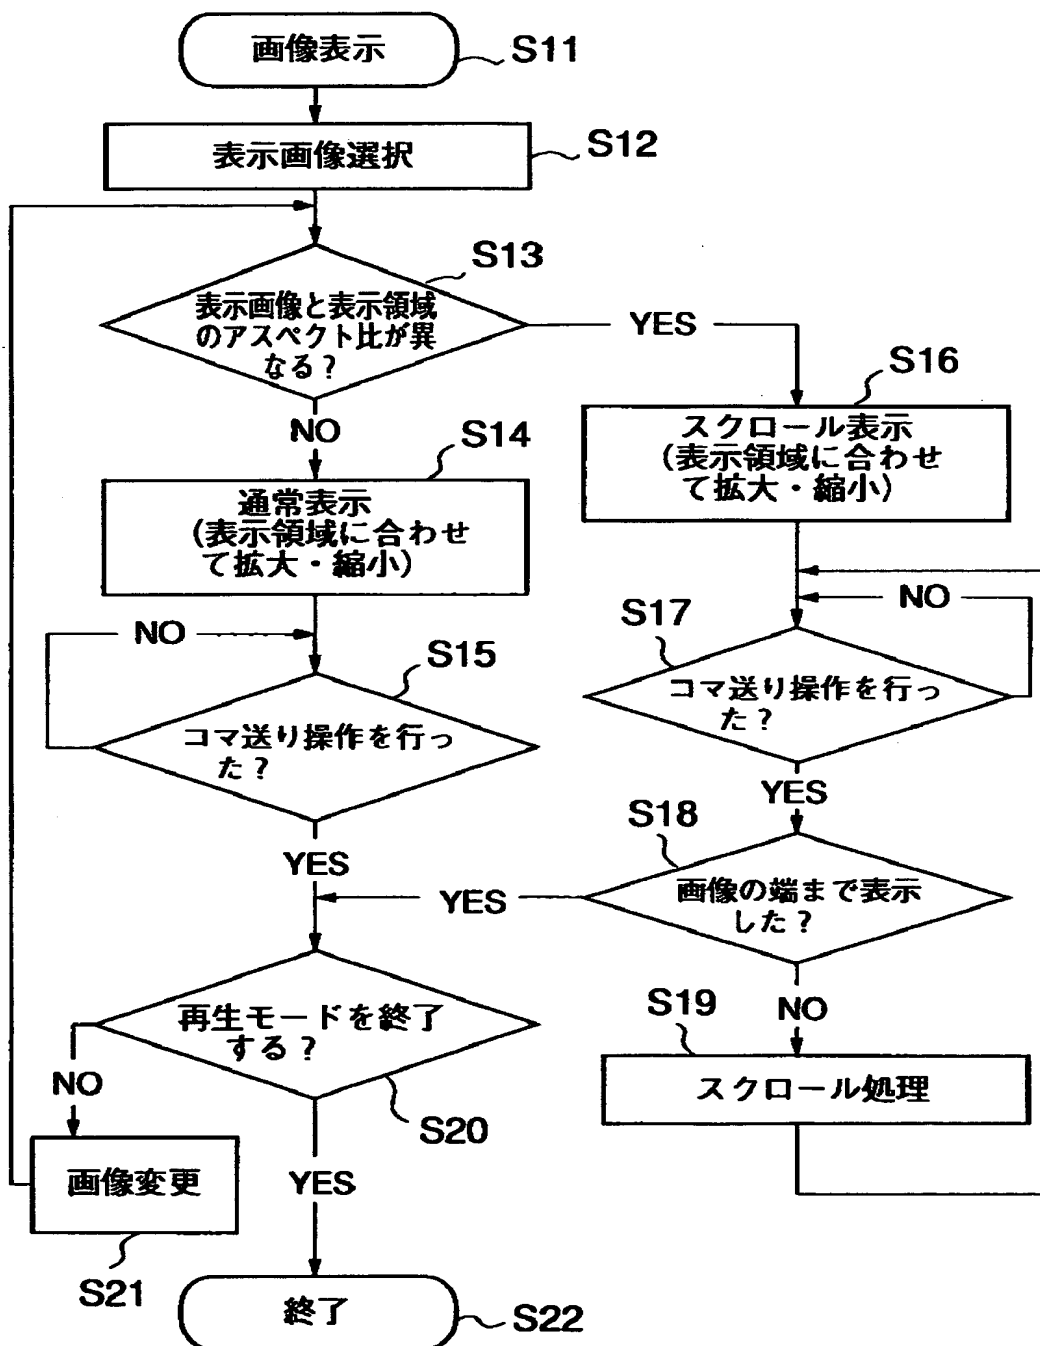 画像表示
S11
表示画像選択
S12
S13
表示画像と表示領域
のアスペクト比が異
なる?
YES
NO
S16
スクロール表示
(表示領域に合わせ
て拡大・縮小)
S14
通常表示
(表示領域に合わせ
て拡大・縮小)
NO
S17
コマ送り操作を行っ
た?
NO
S15
コマ送り操作を行っ
た?
YES
S18
画像の端まで表示
した?
YES
YES
NO
S19
スクロール処理
再生モードを終了
する?
S20
NO
YES
画像変更
S21
終了
S22